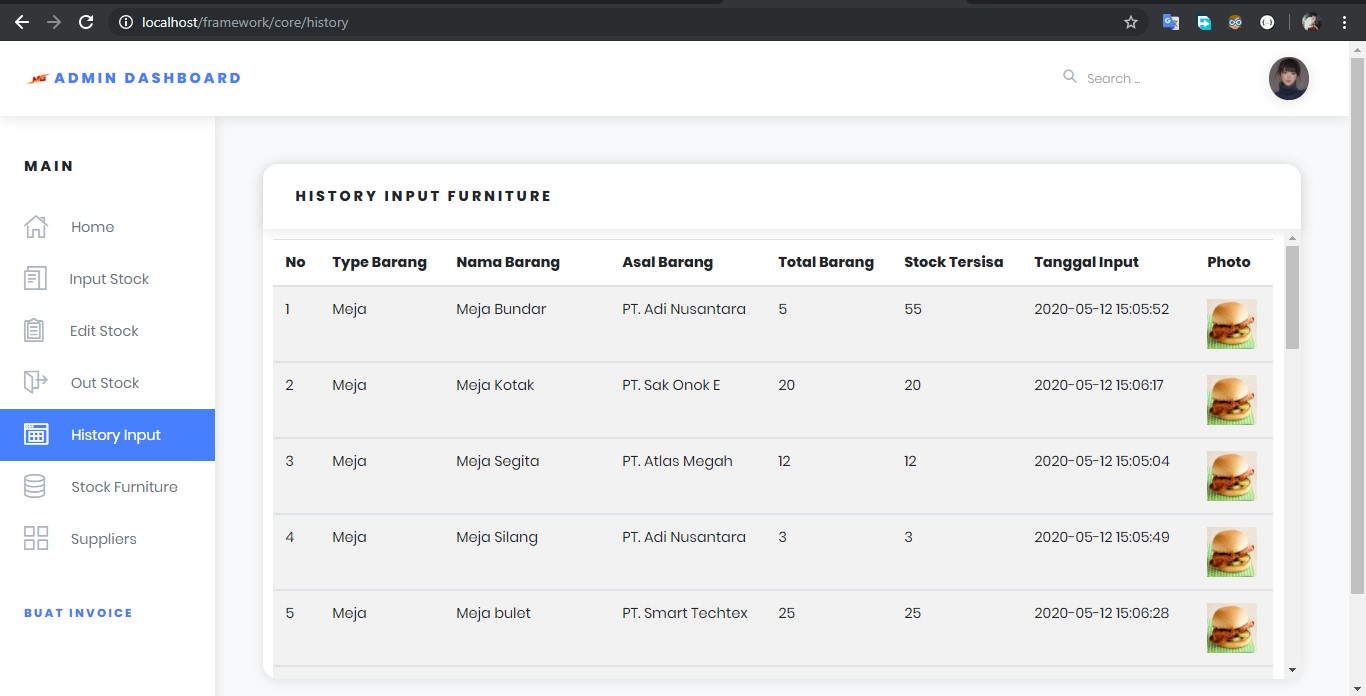 localhost/framework/core/history
MG ADMIN DASHBOARD
Search ...
MAIN
Home
Input Stock
Edit Stock
Out Stock
History Input
Stock Furniture
Suppliers
BUAT INVOICE
HISTORY INPUT FURNITURE
No Type Barang Nama Barang Asal Barang Total Barang Stock Tersisa Tanggal Input Photo
1 Meja Meja Bundar PT. Adi Nusantara 5 55 2020-05-12 15:05:52
2 Meja Meja Kotak PT. Sak Onok E 20 20 2020-05-12 15:06:17
3 Meja Meja Segita PT. Atlas Megah 12 12 2020-05-12 15:05:04
4 Meja Meja Silang PT. Adi Nusantara 3 3 2020-05-12 15:05:49
5 Meja Meja bulet PT. Smart Techtex 25 25 2020-05-12 15:06:28